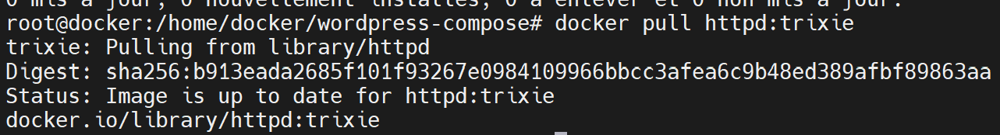 0 mis à jour, 0 nouvellement installés, 0 à enlever et 0 non mis à jour.
root@docker:/home/docker/wordpress-compose# docker pull httpd:trixie
trixie: Pulling from library/httpd
Digest: sha256:b913eada2685f101f93267e0984109966bbcc3afea6c9b48ed389afbf89863aa
Status: Image is up to date for httpd:trixie
docker.io/library/httpd:trixie